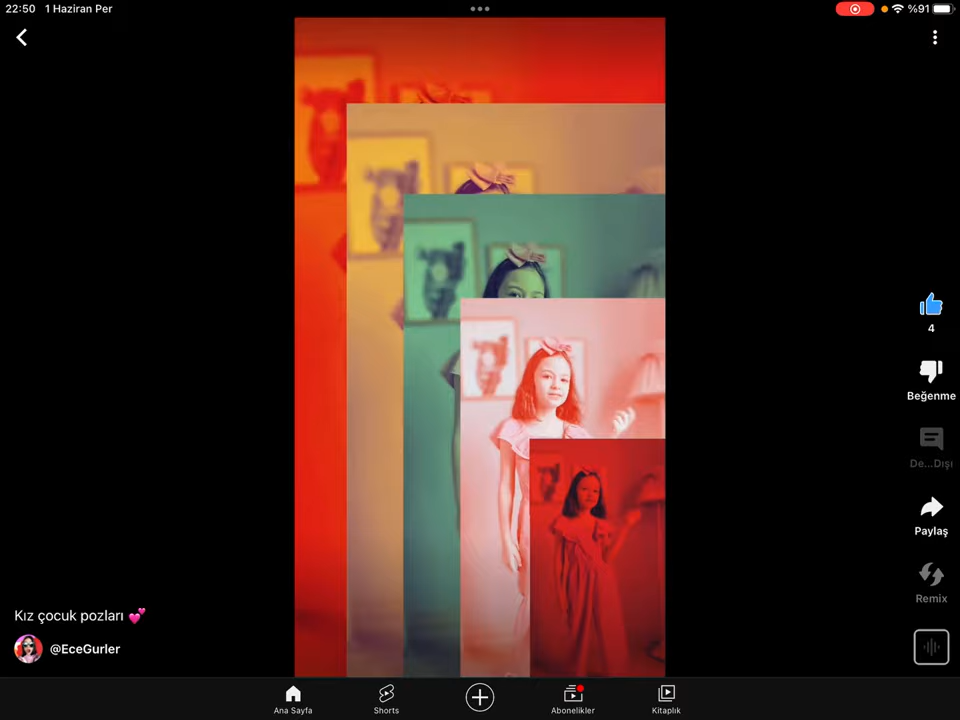 22:50 1 Haziran Per
%91
4
Beğenme
De...Dışı
Paylaş
Remix
Kız çocuk pozları 💕
@EceGurler
Ana Sayfa
Shorts
Abonelikler
Kitaplık